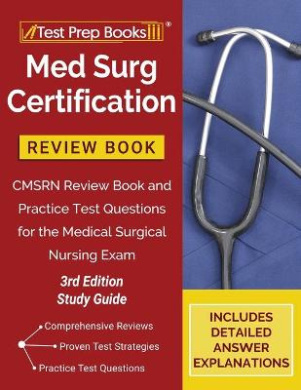 Test Prep Books
®
Med Surg
Certification
REVIEW BOOK
CMSRN Review Book and
Practice Test Questions
for the Medical Surgical
Nursing Exam
3rd Edition
Study Guide
Comprehensive Reviews
Proven Test Strategies
Practice Test Questions
INCLUDES
DETAILED
ANSWER
EXPLANATIONS